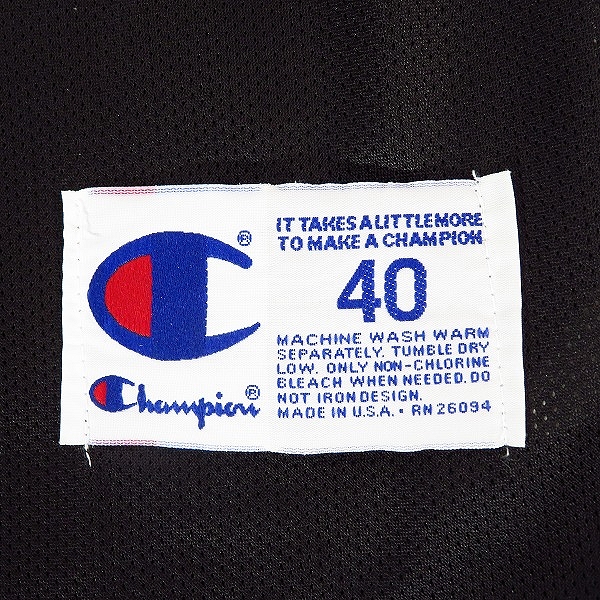 IT TAKES A LITTLE MORE
TO MAKE A CHAMPION
40
MACHINE WASH WARM
SEPARATELY. TUMBLE DRY
LOW. ONLY NON-CHLORINE
BLEACH WHEN NEEDED. DO
NOT IRON DESIGN.
MADE IN U.S.A. • RN 26094
®
Champion®